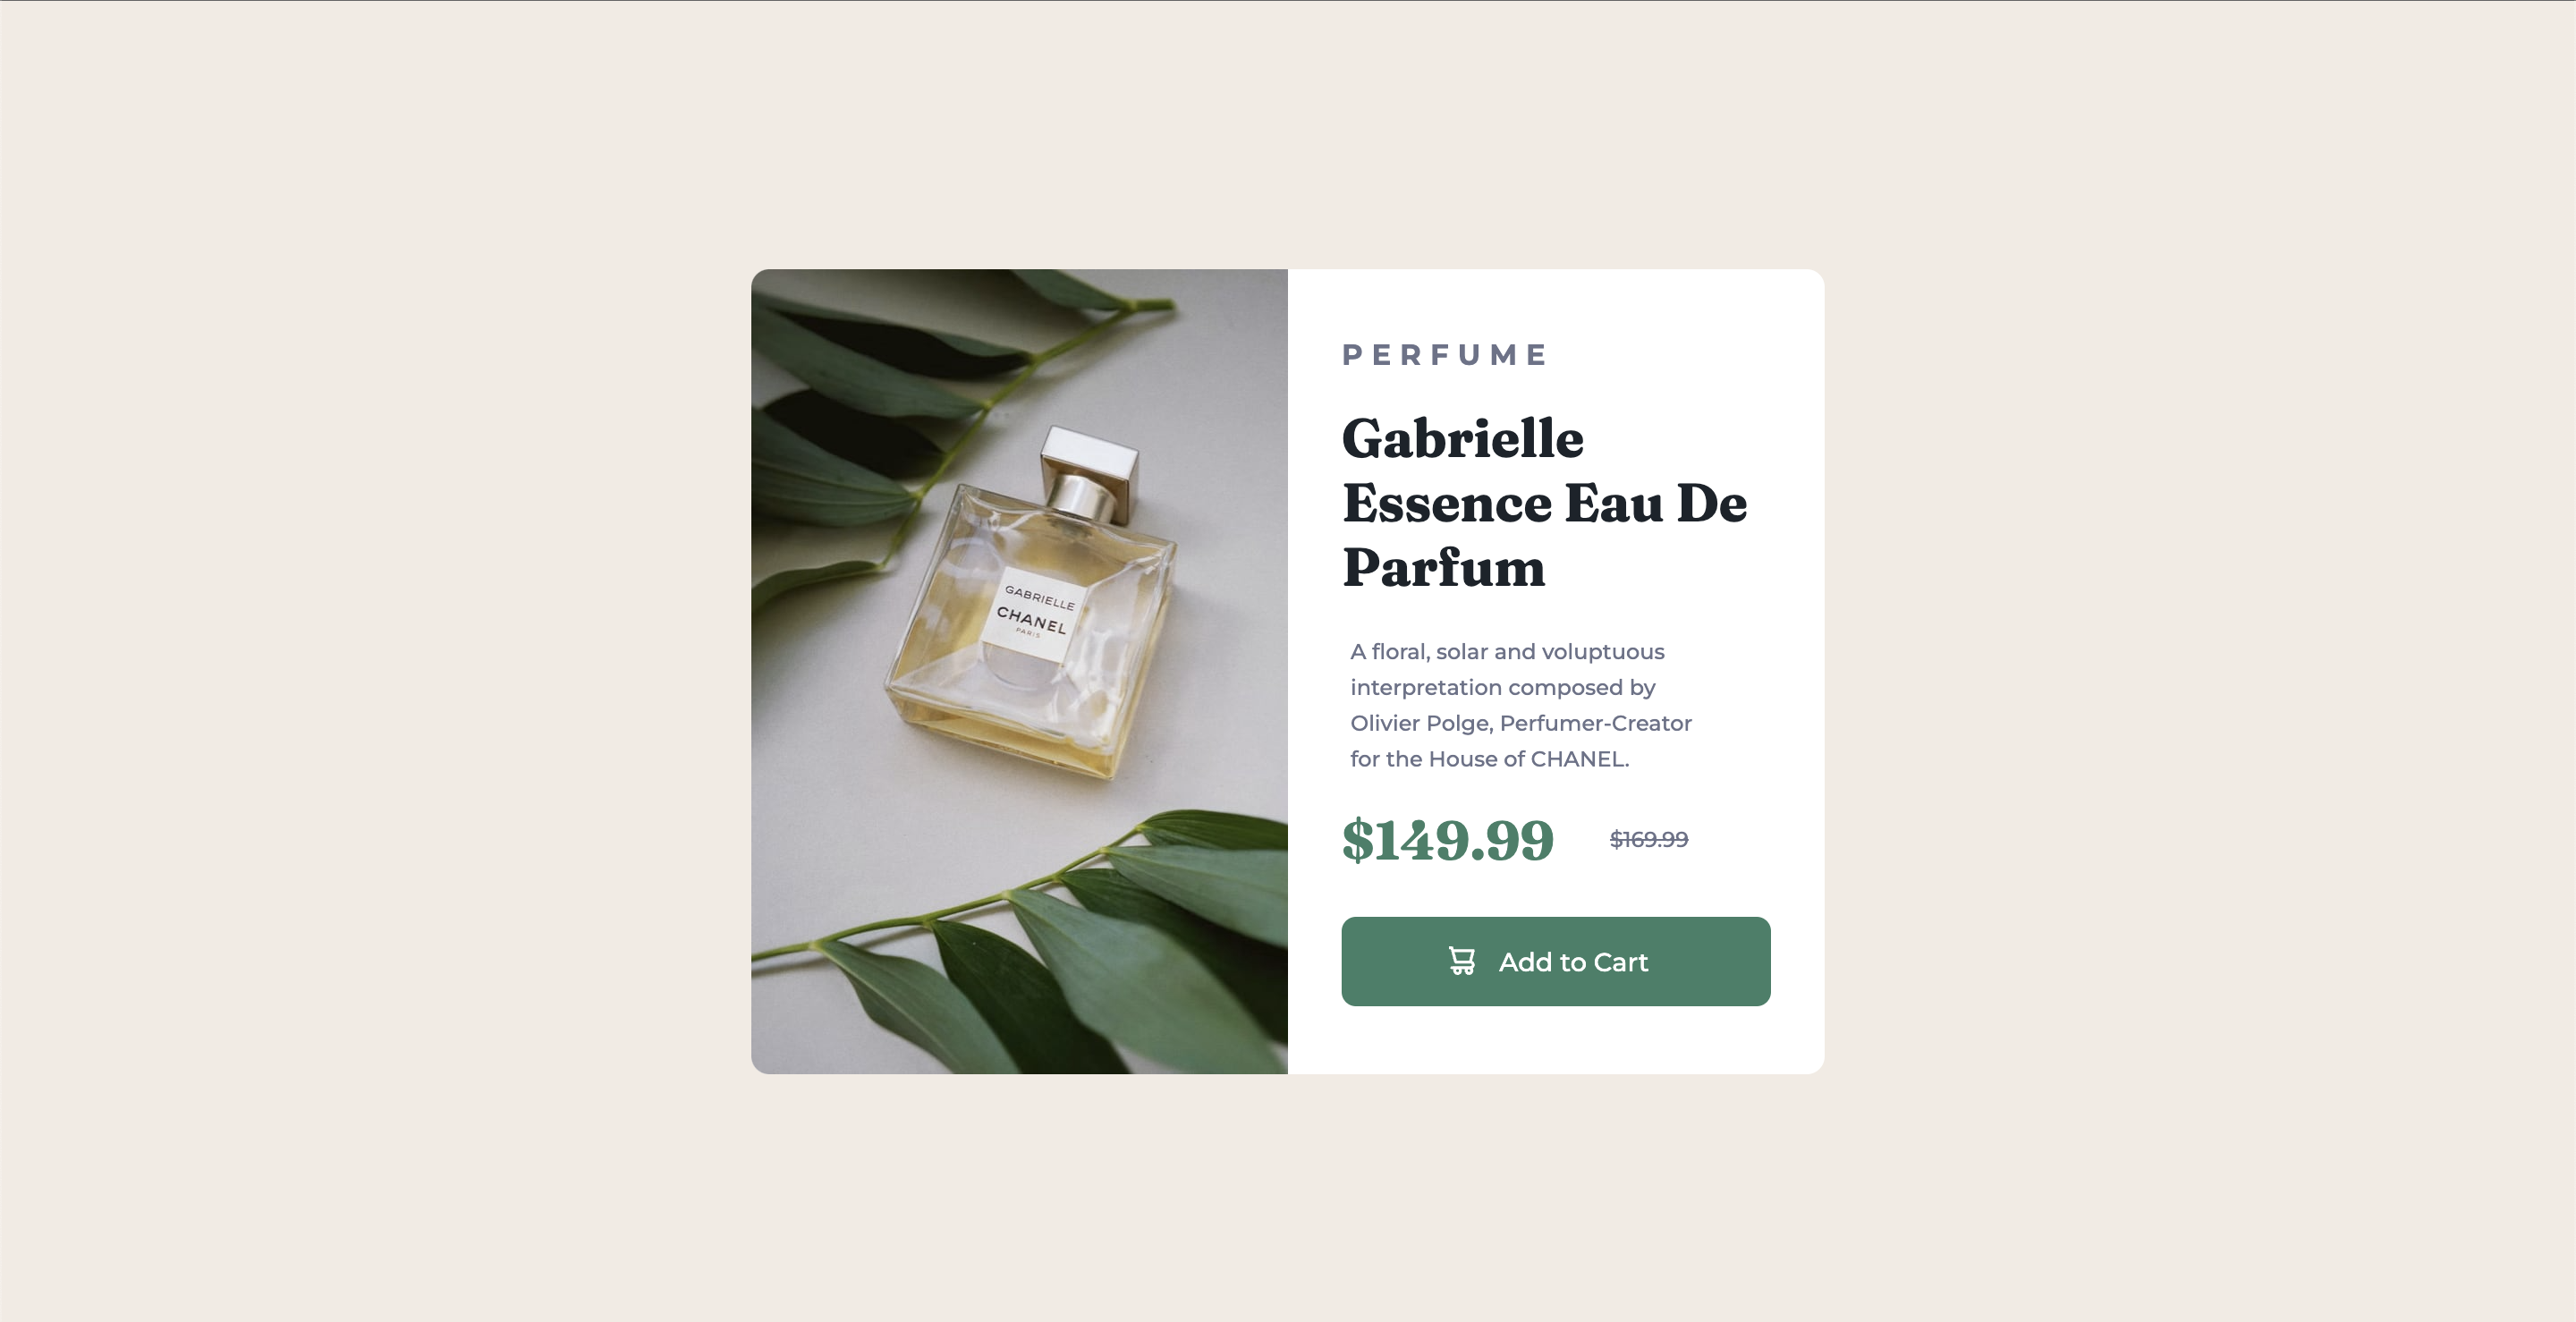 GABRIELLE
CHANEL
PARIS
PERFUME
Gabrielle
Essence Eau De
Parfum
A floral, solar and voluptuous
interpretation composed by
Olivier Polge, Perfumer-Creator
for the House of CHANEL.
$149.99 $169.99
Add to Cart